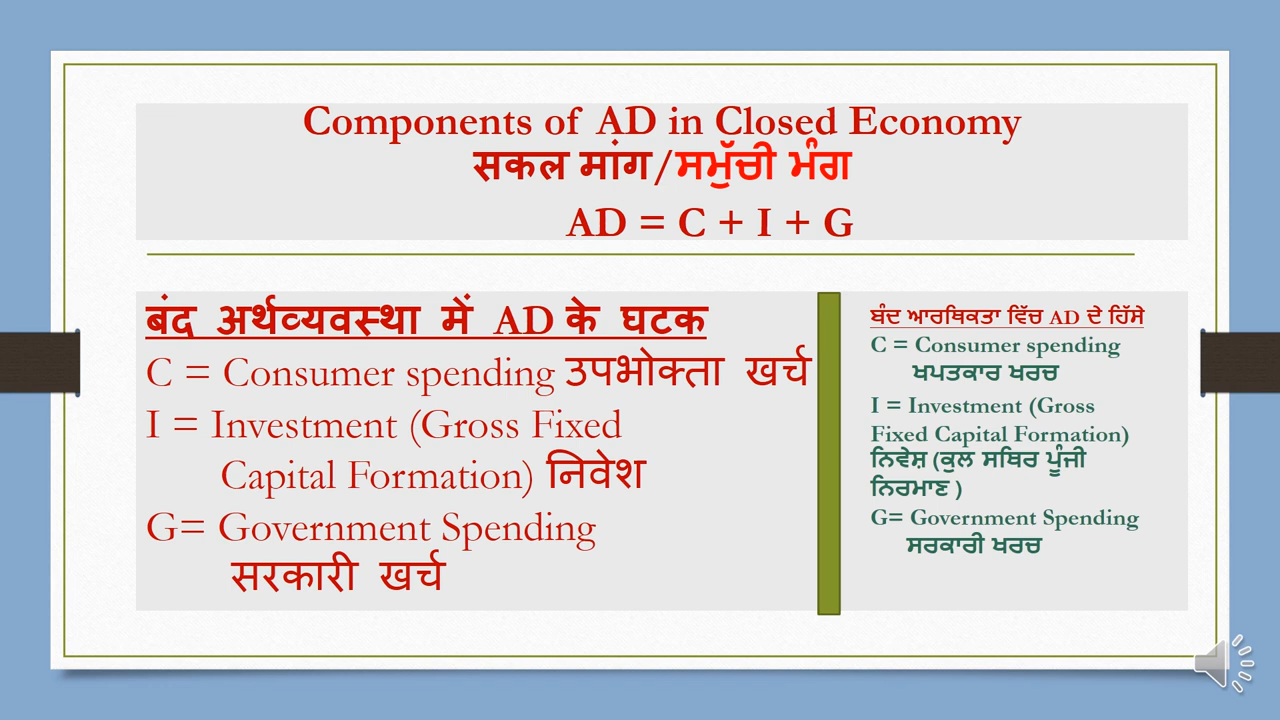 Components of AD in Closed Economy
सकल मांग/ਸਮੁੱਚੀ ਮੰਗ
AD = C + I + G
बंद अर्थव्यवस्था में AD के घटक
C = Consumer spending उपभोक्ता खर्च
I = Investment (Gross Fixed
Capital Formation) निवेश
G= Government Spending
सरकारी खर्च
ਬੰਦ ਆਰਥਿਕਤਾ ਵਿੱਚ AD ਦੇ ਹਿੱਸੇ
C = Consumer spending
ਖਪਤਕਾਰ ਖਰਚ
I = Investment (Gross
Fixed Capital Formation)
ਨਿਵੇਸ਼ (ਕੁਲ ਸਥਿਰ ਪੂੰਜੀ
ਨਿਰਮਾਣ )
G= Government Spending
ਸਰਕਾਰੀ ਖਰਚ